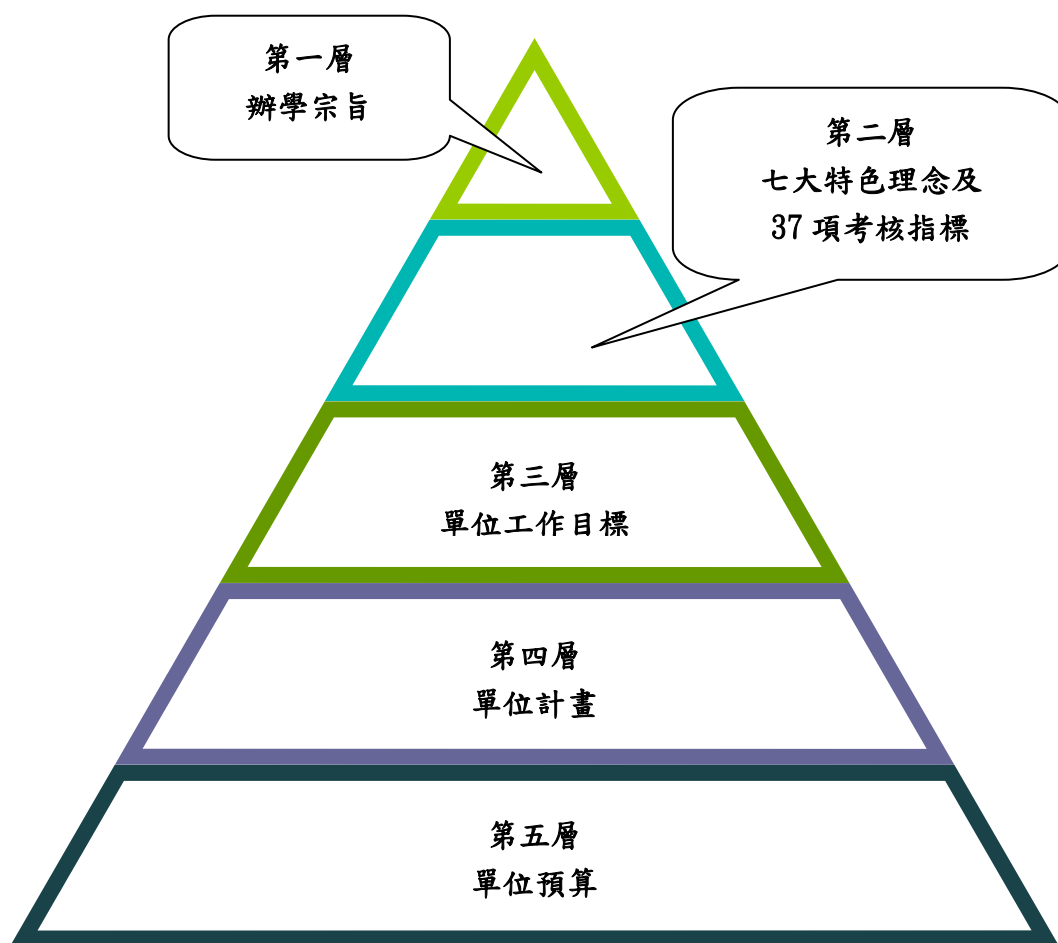 第一層
辦學宗旨
第二層
七大特色理念及
37 項考核指標
第三層
單位工作目標
第四層
單位計畫
第五層
單位預算